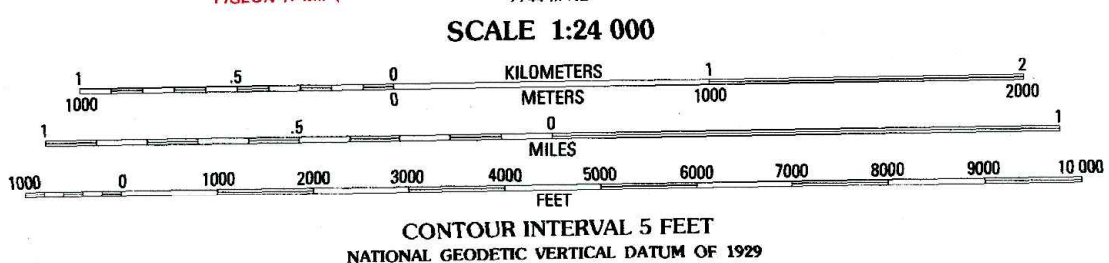 SCALE 1:24 000
1 .5 0 KILOMETERS 1 2
1000 0 METERS 1000 2000
1 .5 0 1
MILES
1000 0 1000 2000 3000 4000 5000 6000 7000 8000 9000 10 000
FEET
CONTOUR INTERVAL 5 FEET
NATIONAL GEODETIC VERTICAL DATUM OF 1929